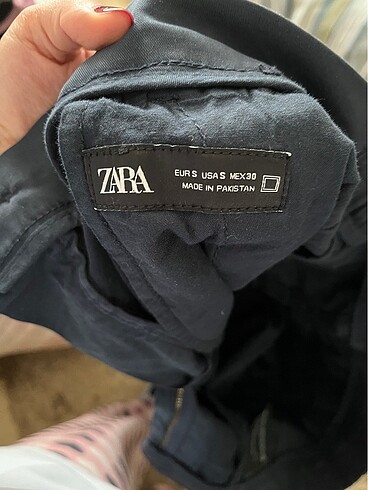 ZARA
EUR S USA S MEX 30
MADE IN PAKISTAN